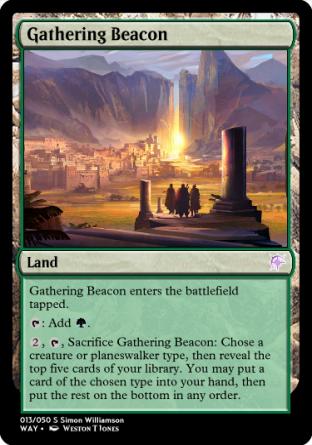 Gathering Beacon
Land
Gathering Beacon enters the battlefield
tapped.
: Add .
2, , Sacrifice Gathering Beacon: Chose a
creature or planeswalker type, then reveal the
top five cards of your library. You may put a
card of the chosen type into your hand, then
put the rest on the bottom in any order.
013/050 S Simon Williamson
WAY • Weston T Jones